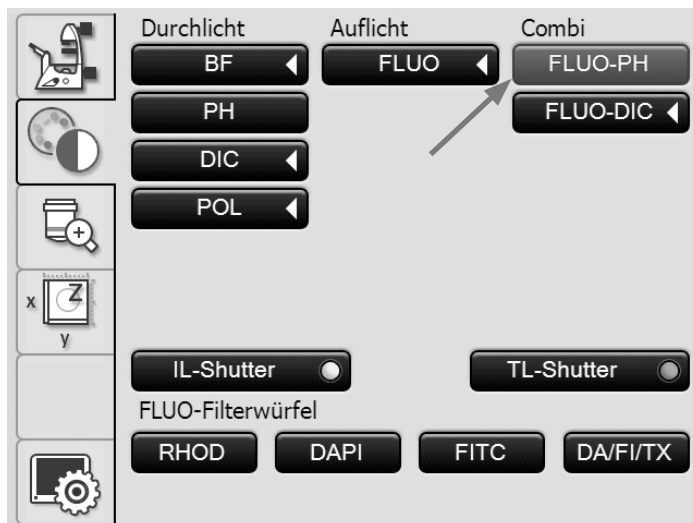 Durchlicht Auflicht Combi
BF FLUO FLUO-PH
PH FLUO-DIC
DIC
POL
x Z
y
IL-Shutter TL-Shutter
FLUO-Filterwürfel
RHOD DAPI FITC DA/FI/TX